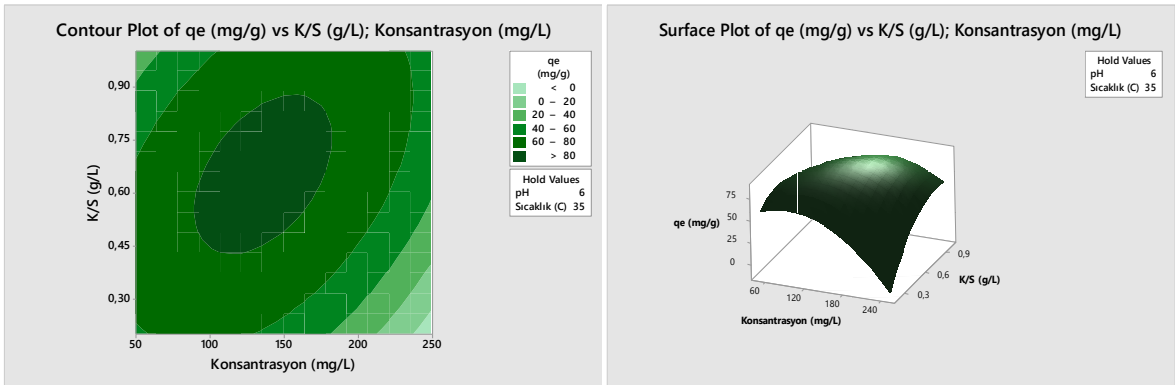 Contour Plot of qe (mg/g) vs K/S (g/L); Konsantrasyon (mg/L)
qe
(mg/g)
< 0
0 – 20
20 – 40
40 – 60
60 – 80
> 80
Hold Values
pH 6
Sıcaklık (C) 35
K/S (g/L)
0,90
0,75
0,60
0,45
0,30
50 100 150 200 250
Konsantrasyon (mg/L)
Surface Plot of qe (mg/g) vs K/S (g/L); Konsantrasyon (mg/L)
Hold Values
pH 6
Sıcaklık (C) 35
qe (mg/g)
75
50
25
0
60 120 180 240
Konsantrasyon (mg/L)
0,3 0,6 0,9
K/S (g/L)